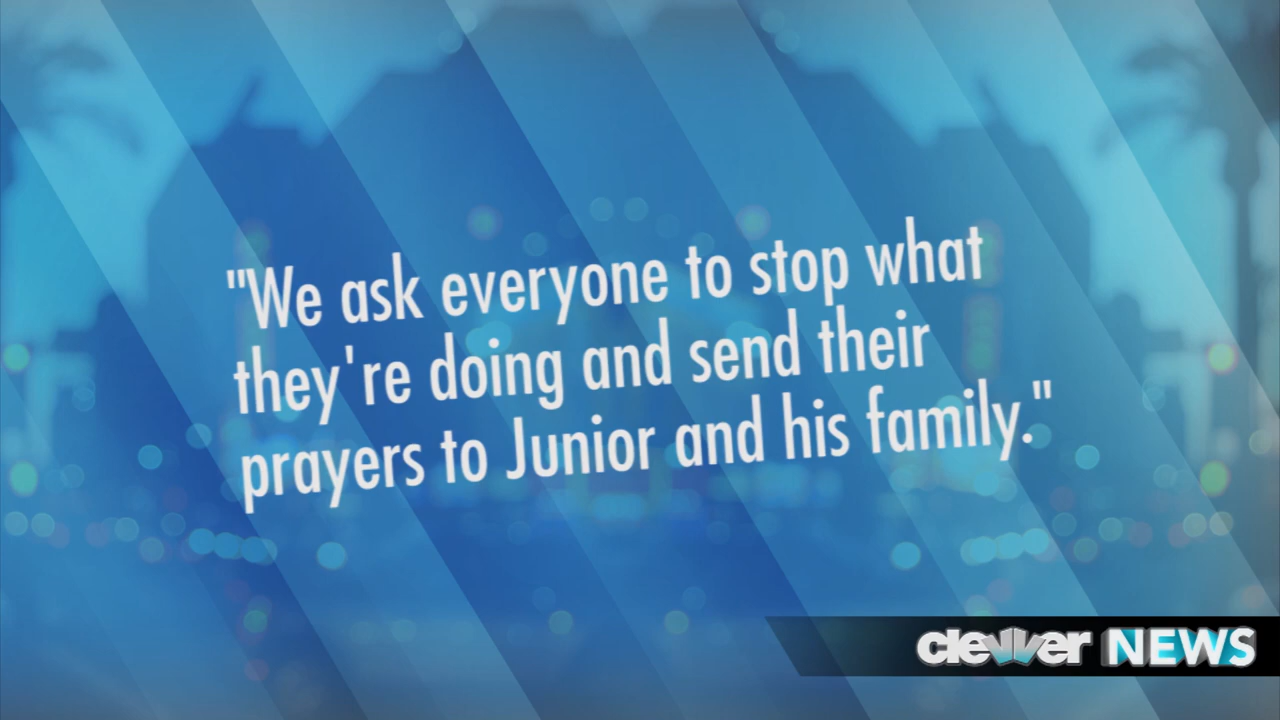 "We ask everyone to stop what
they're doing and send their
prayers to Junior and his family."
clevver NEWS